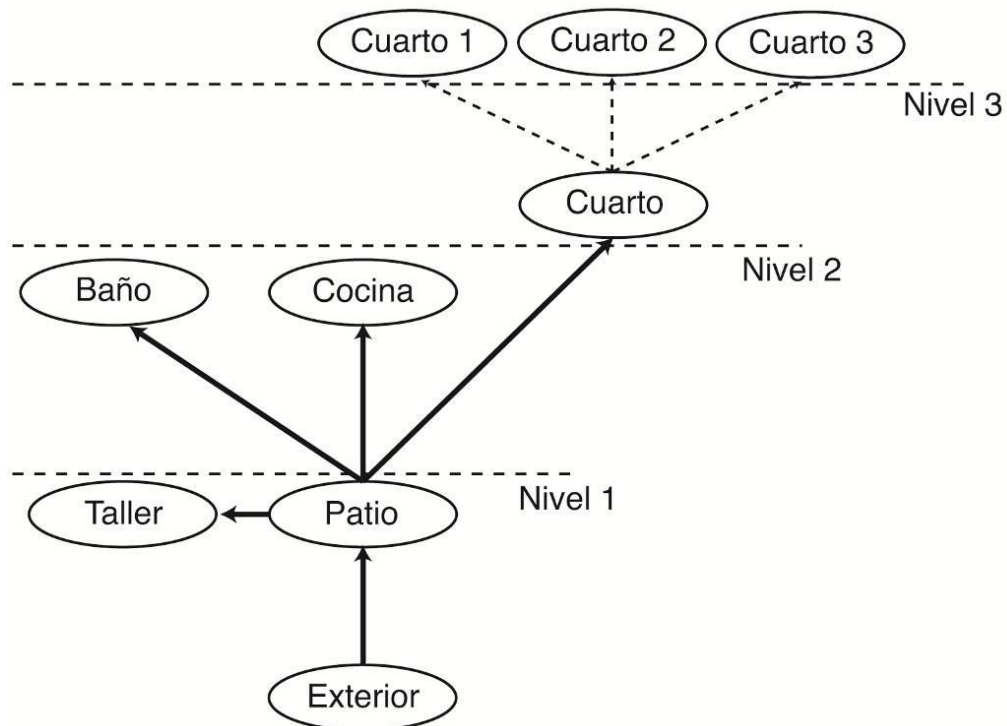 Cuarto 1
Cuarto 2
Cuarto 3
Nivel 3
Cuarto
Nivel 2
Baño
Cocina
Nivel 1
Taller
Patio
Exterior